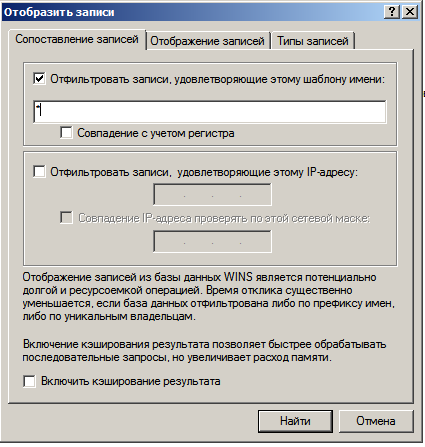 Отобразить записи
Сопоставление записей
Отображение записей
Типы записей
Отфильтровать записи, удовлетворяющие этому шаблону имени:
*
Совпадение с учетом регистра
Отфильтровать записи, удовлетворяющие этому IP-адресу:
. . .
Совпадение IP-адреса проверять по этой сетевой маске:
. . .
Отображение записей из базы данных WINS является потенциально
долгой и ресурсоемкой операцией. Время отклика существенно
уменьшается, если база данных отфильтрована либо по префиксу имен,
либо по уникальным владельцам.
Включение кэширования результата позволяет быстрее обрабатывать
последовательные запросы, но увеличивает расход памяти.
Включить кэширование результата
Найти
Отмена